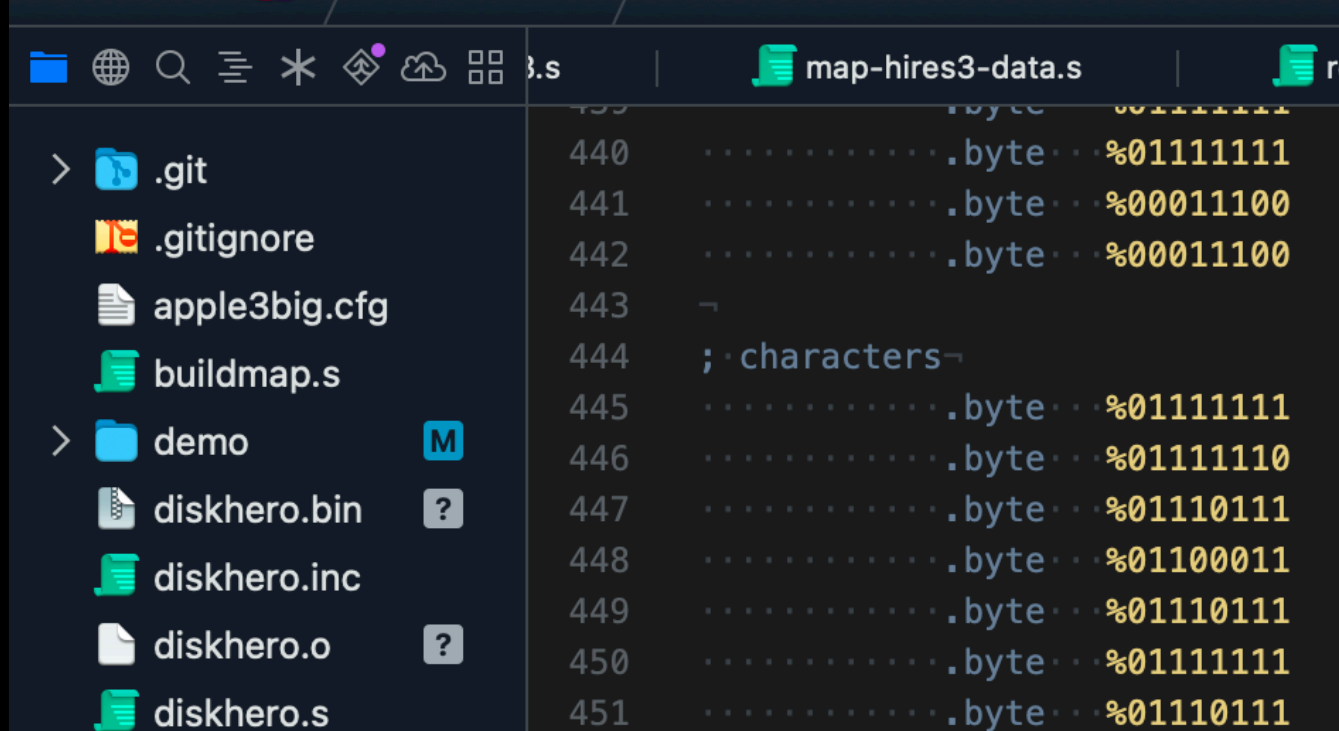 3.s
map-hires3-data.s
.git
.gitignore
apple3big.cfg
buildmap.s
demo M
diskhero.bin ?
diskhero.inc
diskhero.o ?
diskhero.s
440 .byte %01111111
441 .byte %00011100
442 .byte %00011100
443 ¬
444 ; characters¬
445 .byte %01111111
446 .byte %01111110
447 .byte %01110111
448 .byte %01100011
449 .byte %01110111
450 .byte %01111111
451 .byte %01110111